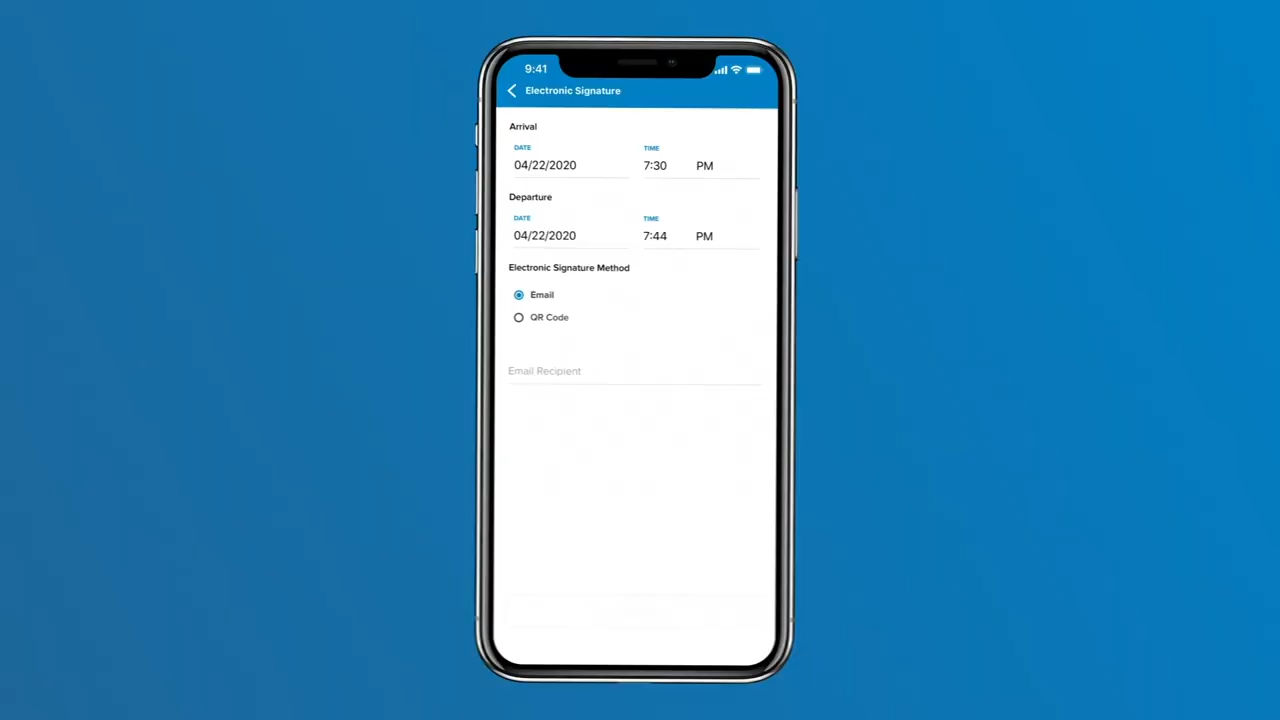 9:41
Electronic Signature
Arrival
DATE TIME
04/22/2020 7:30 PM
Departure
DATE TIME
04/22/2020 7:44 PM
Electronic Signature Method
Email
QR Code
Email Recipient